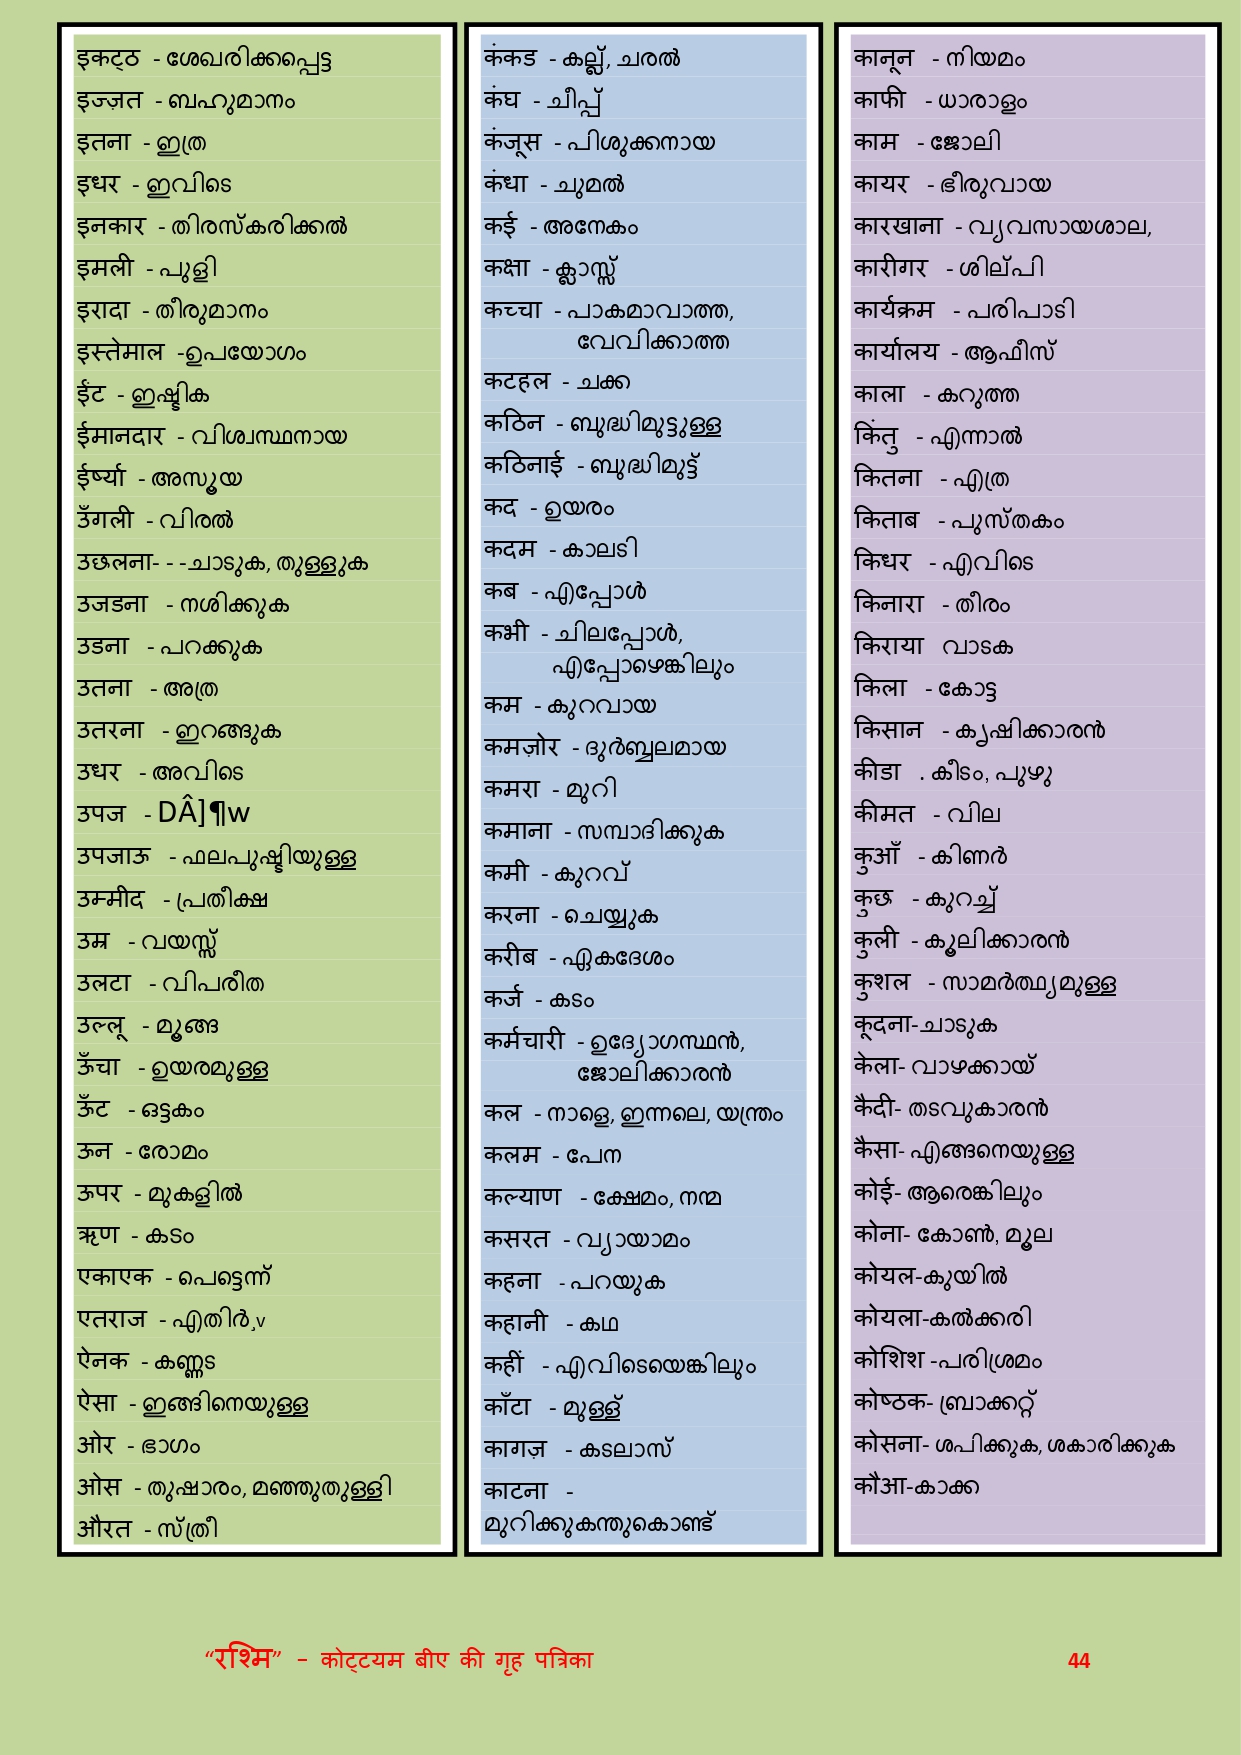 इकट्ठ - ശേഖരിക്കപ്പെട്ട
इज्ज़त - ബഹുമാനം
इतना - ഇത്ര
इधर - ഇവിടെ
इनकार - തിരസ്കരിക്കൽ
इमली - പുളി
इरादा - തീരുമാനം
इस्तेमाल -ഉപയോഗം
ईंट - ഇഷ്ടിക
ईमानदार - വിശ്വസ്ഥനായ
ईर्ष्या - അസൂയ
उँगली - വിരൽ
उछलना- - -ചാടുക, തുള്ളുക
उजडना - നശിക്കുക
उडना - പറക്കുക
उतना - അത്ര
उतरना - ഇറങ്ങുക
उधर - അവിടെ
उपज - DÂ]¶w
उपजाऊ - ഫലപുഷ്ടിയുള്ള
उम्मीद - പ്രതീക്ഷ
उम्र - വയസ്സ്
उलटा - വിപരീത
उल्लू - മൂങ്ങ
ऊँचा - ഉയരമുള്ള
ऊँट - ഒട്ടകം
ऊन - രോമം
ऊपर - മുകളിൽ
ऋण - കടം
एकाएक - പെട്ടെന്ന്
एतराज - എതിർ¸v
ऐनक - കണ്ണട
ऐसा - ഇങ്ങിനെയുള്ള
ओर - ഭാഗം
ओस - തുഷാരം, മഞ്ഞുതുള്ളി
औरत - സ്ത്രീ
कंकड - കല്ല്, ചരൽ
कंघ - ചീപ്പ്
कंजूस - പിശുക്കനായ
कंधा - ചുമൽ
कई - അനേകം
कक्षा - ക്ലാസ്സ്
कच्चा - പാകമാവാത്ത,
വേവിക്കാത്ത
कटहल - ചക്ക
कठिन - ബുദ്ധിമുട്ടുള്ള
कठिनाई - ബുദ്ധിമുട്ട്
कद - ഉയരം
कदम - കാലടി
कब - എപ്പോൾ
कभी - ചിലപ്പോൾ,
എപ്പോഴെങ്കിലും
कम - കുറവായ
कमज़ोर - ദുർബ്ബലമായ
कमरा - മുറി
कमाना - സമ്പാദിക്കുക
कमी - കുറവ്
करना - ചെയ്യുക
करीब - ഏകദേശം
कर्ज - കടം
कर्मचारी - ഉദ്യോഗസ്ഥൻ,
ജോലിക്കാരൻ
कल - നാളെ, ഇന്നലെ, യന്ത്രം
कलम - പേന
कल्याण - ക്ഷേമം, നന്മ
कसरत - വ്യായാമം
कहना - പറയുക
कहानी - കഥ
कहीं - എവിടെയെങ്കിലും
काँटा - മുള്ള്
कागज़ - കടലാസ്
काटना -
മുറിക്കുകന്തുകൊണ്ട്
कानून - നിയമം
काफी - ധാരാളം
काम - ജോലി
कायर - ഭീരുവായ
कारखाना - വ്യവസായശാല,
कारीगर - ശില്പി
कार्यक्रम - പരിപാടി
कार्यालय - ആഫീസ്
काला - കറുത്ത
किंतु - എന്നാൽ
कितना - എത്ര
किताब - പുസ്തകം
किधर - എവിടെ
किनारा - തീരം
किराया വാടക
किला - കോട്ട
किसान - കൃഷിക്കാരൻ
कीडा . കീടം, പുഴു
कीमत - വില
कुआँ - കിണർ
कुछ - കുറച്ച്
कुली - കൂലിക്കാരൻ
कुशल - സാമർത്ഥ്യമുള്ള
कूदना-ചാടുക
केला- വാഴക്കായ്
कैदी- തടവുകാരൻ
कैसा- എങ്ങനെയുള്ള
कोई- ആരെങ്കിലും
कोना- കോൺ, മൂല
कोयल-കുയിൽ
कोयला-കൽക്കരി
कोशिश -പരിശ്രമം
कोष्ठक- ബ്രാക്കറ്റ്
कोसना- ശപിക്കുക, ശകാരിക്കുക
कौआ-കാക്ക
“रश्मि” – कोट्टयम बीए की गृह पत्रिका 44